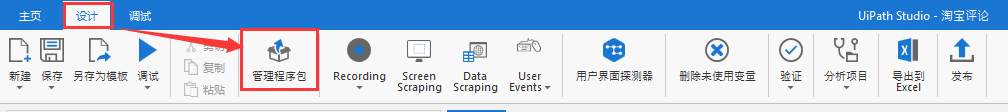 主页 设计 调试 UiPath Studio - 淘宝评论
剪切
复制
粘贴
新建 保存 另存为模板 调试 管理程序包 Recording Screen Scraping Data Scraping User Events 用户界面探测器 删除未使用变量 验证 分析项目 导出到 Excel 发布